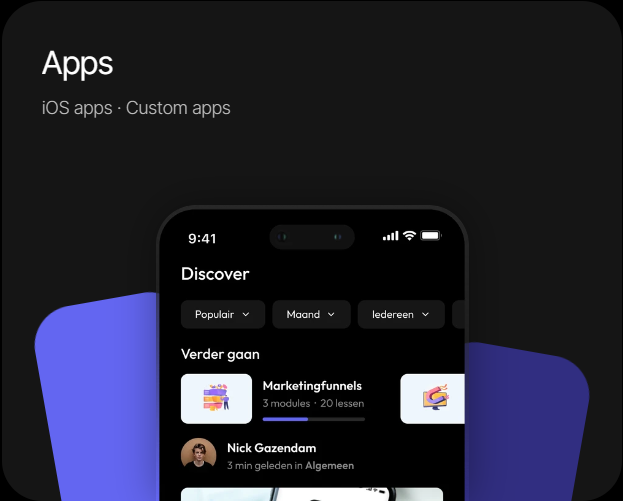 Apps
iOS apps · Custom apps
9:41
Discover
Populair
Maand
Iedereen
Verder gaan
Marketingfunnels
3 modules · 20 lessen
Nick Gazendam
3 min geleden in Algemeen